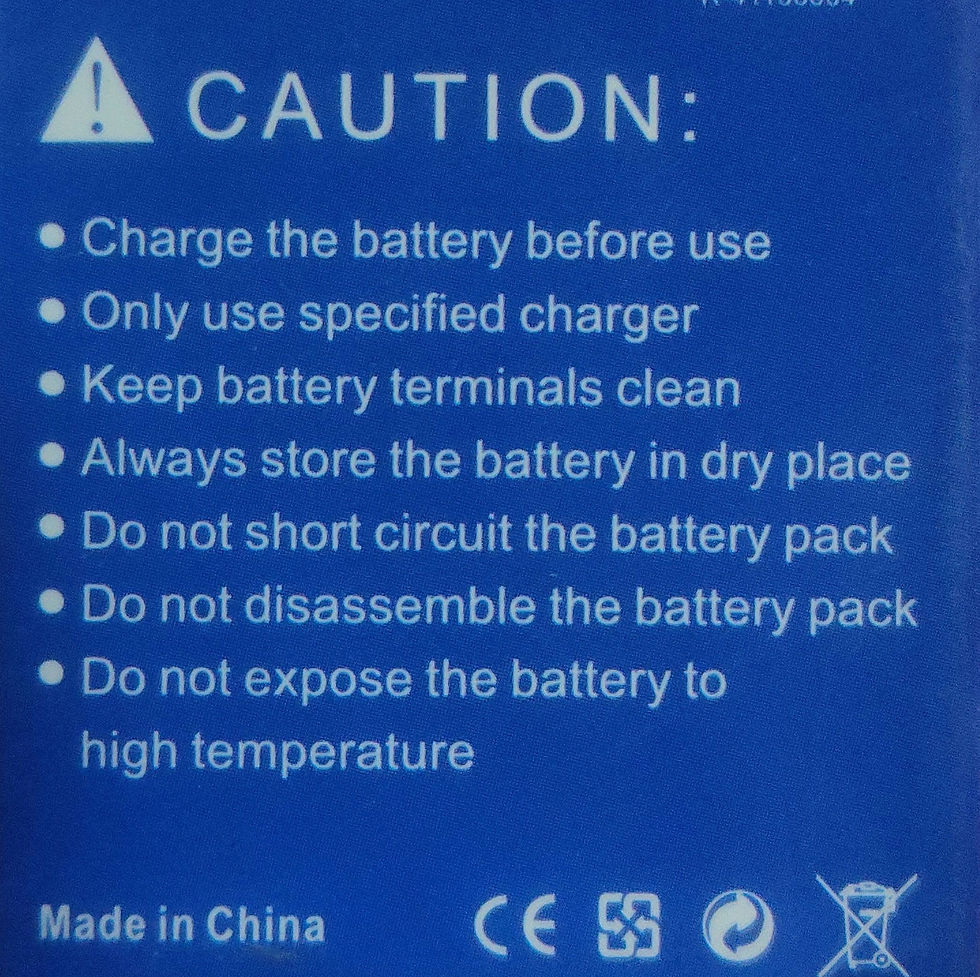 CAUTION:
• Charge the battery before use
• Only use specified charger
• Keep battery terminals clean
• Always store the battery in dry place
• Do not short circuit the battery pack
• Do not disassemble the battery pack
• Do not expose the battery to
high temperature
Made in China CE